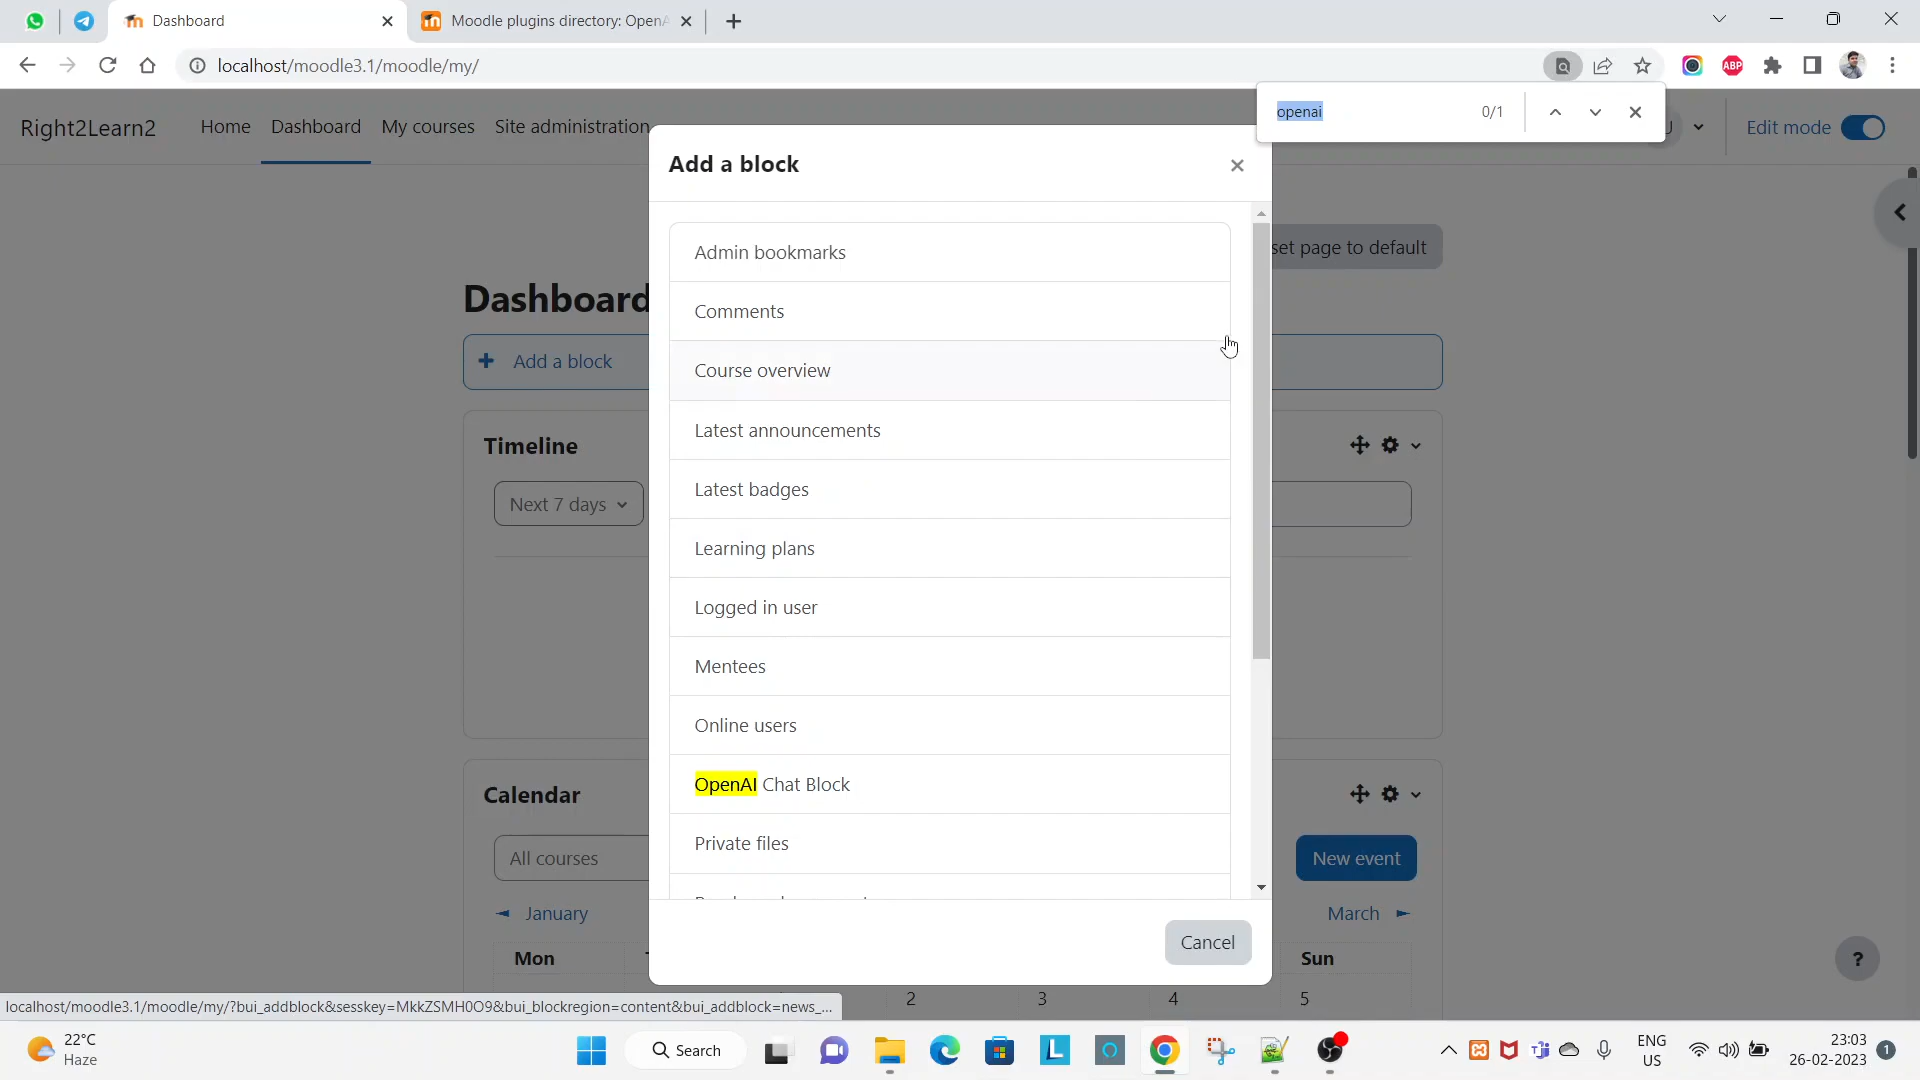 Dashboard
Moodle plugins directory: OpenA
localhost/moodle3.1/moodle/my/
ABP
openai
0/1
Right2Learn2
Home
Dashboard
My courses
Site administration
Edit mode
Add a block
set page to default
Admin bookmarks
Comments
Course overview
Latest announcements
Latest badges
Learning plans
Logged in user
Mentees
Online users
OpenAI Chat Block
Private files
Cancel
Dashboard
Add a block
Timeline
Next 7 days
Calendar
All courses
New event
January
March
Mon
Sun
2
3
4
5
?
localhost/moodle3.1/moodle/my/?bui_addblock&sesskey=MkkZSMH0O9&bui_blockregion=content&bui_addblock=news_...
22°C
Haze
Search
L
ENG
US
23:03
26-02-2023
1